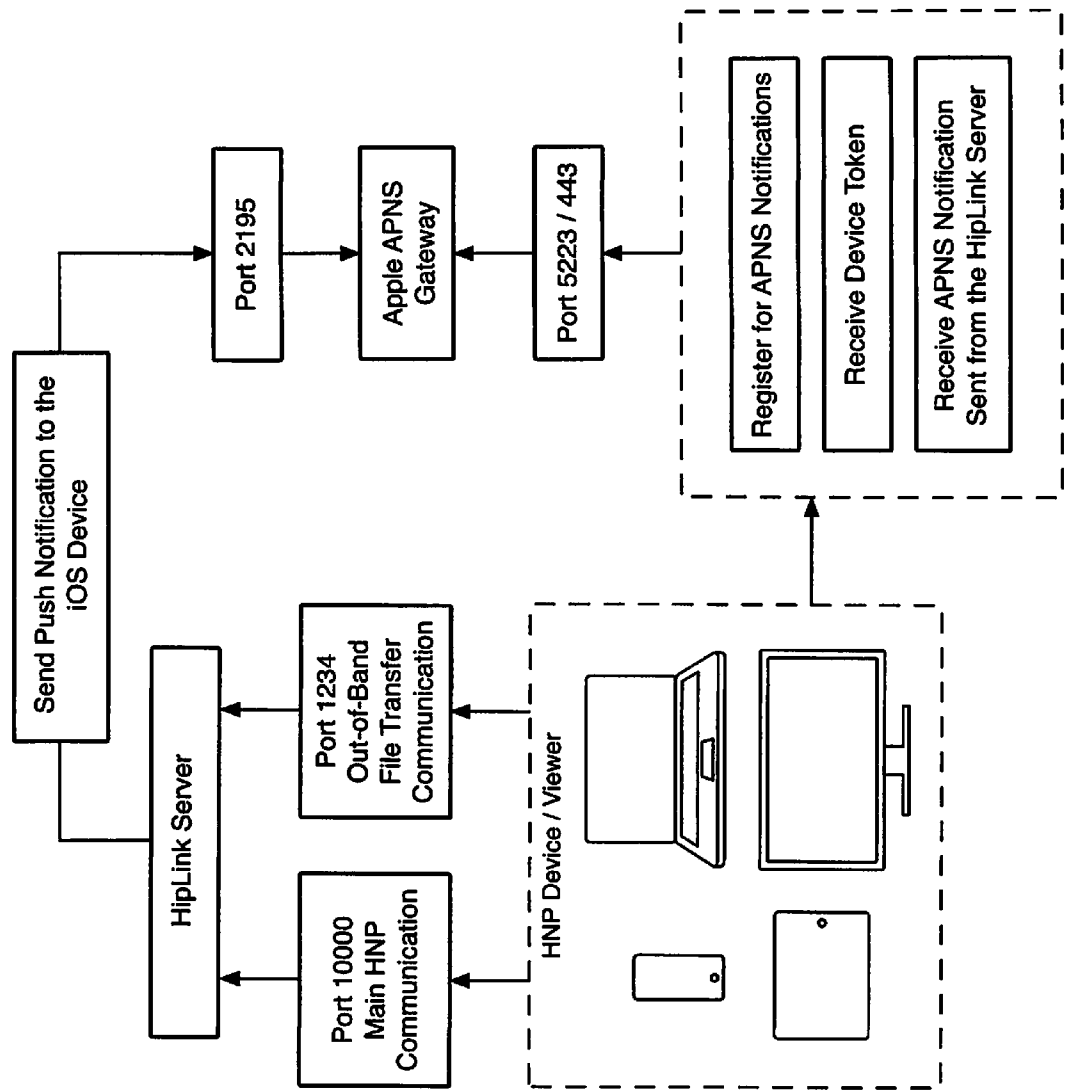 Send Push Notification to the
iOS Device
HipLink Server
Port 10000
Main HNP
Communication
Port 1234
Out-of-Band
File Transfer
Communication
HNP Device / Viewer
Port 2195
Apple APNS
Gateway
Port 5223 / 443
Register for APNS Notifications
Receive Device Token
Receive APNS Notification
Sent from the HipLink Server